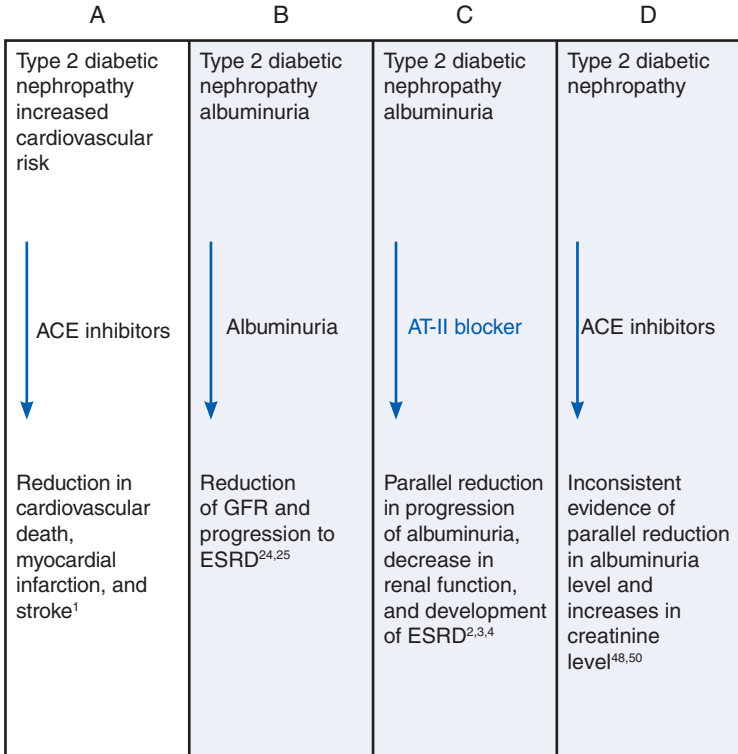 A
B
C
D
Type 2 diabetic
nephropathy
increased
cardiovascular
risk
ACE inhibitors
Reduction in
cardiovascular
death,
myocardial
infarction, and
stroke1
Type 2 diabetic
nephropathy
albuminuria
Albuminuria
Reduction
of GFR and
progression to
ESRD24,25
Type 2 diabetic
nephropathy
albuminuria
AT-II blocker
Parallel reduction
in progression
of albuminuria,
decrease in
renal function,
and development
of ESRD2,3,4
Type 2 diabetic
nephropathy
ACE inhibitors
Inconsistent
evidence of
parallel reduction
in albuminuria
level and
increases in
creatinine
level48,50